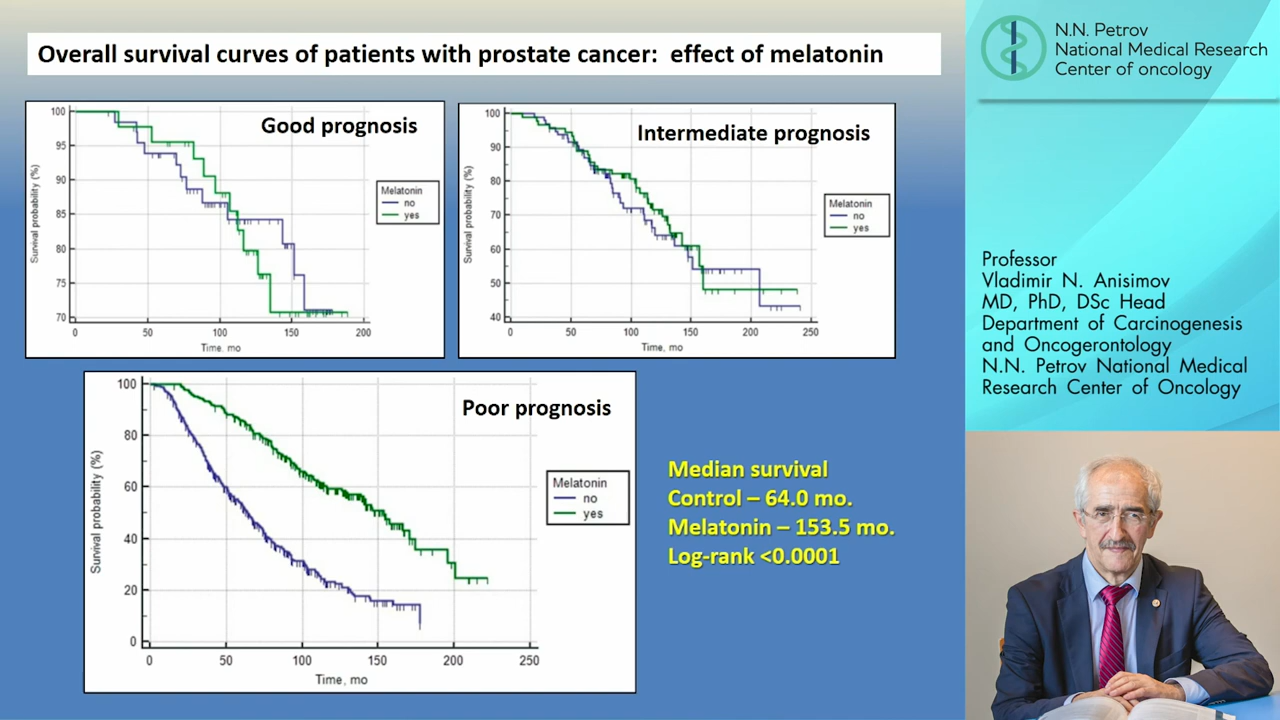 Overall survival curves of patients with prostate cancer: effect of melatonin
Good prognosis
Survival probability (%)
100
95
90
85
80
75
70
0 50 100 150 200
Time, mo
Melatonin
no
yes
Intermediate prognosis
Survival probability (%)
100
90
80
70
60
50
40
0 50 100 150 200 250
Time, mo
Melatonin
no
yes
Poor prognosis
Survival probability (%)
100
80
60
40
20
0
0 50 100 150 200 250
Time, mo
Melatonin
no
yes
Median survival
Control – 64.0 mo.
Melatonin – 153.5 mo.
Log-rank <0.0001
N.N. Petrov
National Medical Research
Center of oncology
Professor
Vladimir N. Anisimov
MD, PhD, DSc Head
Department of Carcinogenesis
and Oncogerontology
N.N. Petrov National Medical
Research Center of Oncology